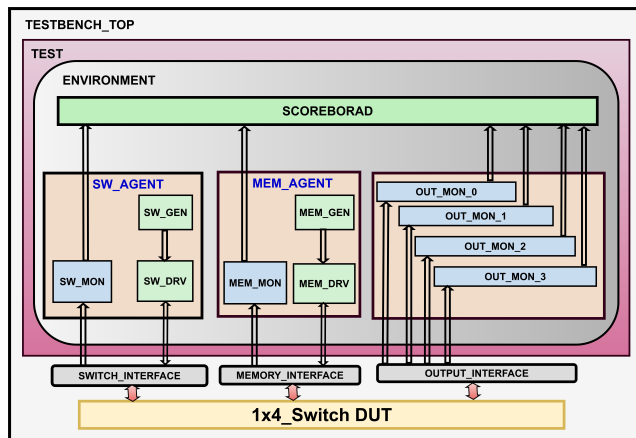 TESTBENCH_TOP
TEST
ENVIRONMENT
SCOREBORAD
SW_AGENT
MEM_AGENT
SW_GEN
MEM_GEN
OUT_MON_0
OUT_MON_1
OUT_MON_2
OUT_MON_3
SW_MON
SW_DRV
MEM_MON
MEM_DRV
SWITCH_INTERFACE
MEMORY_INTERFACE
OUTPUT_INTERFACE
1x4_Switch DUT